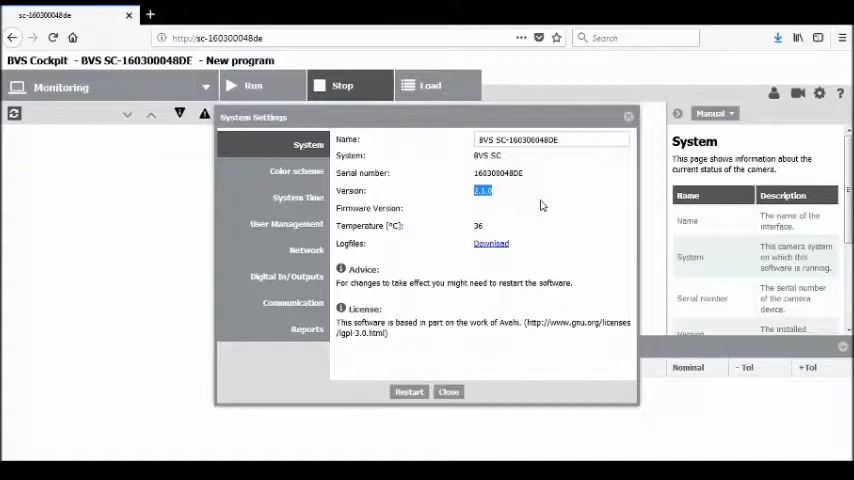 sc-160300048de
http://sc-160300048de
Search
BVS Cockpit - BVS SC-160300048DE - New program
Monitoring
Run
Stop
Load
System Settings
Manual
System
Color scheme
System Time
User Management
Network
Digital In/Outputs
Communication
Reports
Name:
BVS SC-160300048DE
System:
BVS SC
Serial number:
160300048DE
Version:
2.1.0
Firmware Version:
Temperature [°C]:
36
Logfiles:
Download
Advice:
For changes to take effect you might need to restart the software.
License:
This software is based in part on the work of Avahi. (http://www.gnu.org/licenses
/lgpl-3.0.html)
Restart
Close
System
This page shows information about the
current status of the camera.
Name
Description
Name
The name of the
interface.
System
This camera system
on which this
software is running.
Serial number
The serial number
of the camera
device.
Version
The installed
Nominal
- Tol
+Tol